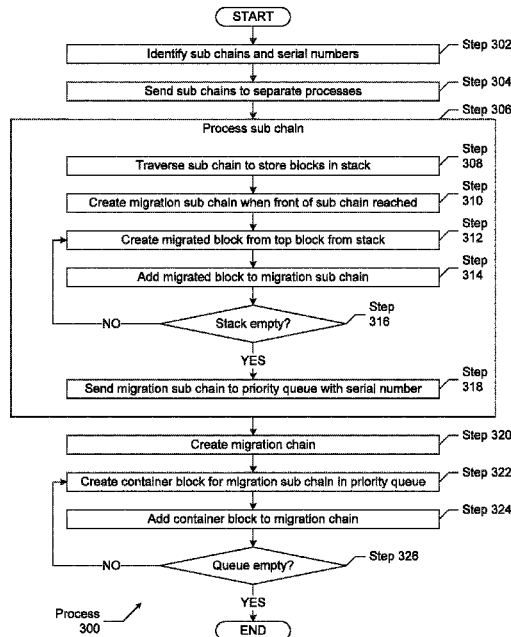 START
Step 302
Identify sub chains and serial numbers
Step 304
Send sub chains to separate processes
Step 306
Process sub chain
Step
308
Traverse sub chain to store blocks in stack
Step
310
Create migration sub chain when front of sub chain reached
Step
312
Create migrated block from top block from stack
Step
314
Add migrated block to migration sub chain
Step
316
Stack empty?
NO
YES
Step
318
Send migration sub chain to priority queue with serial number
Step 320
Create migration chain
Step 322
Create container block for migration sub chain in priority queue
Step 324
Add container block to migration chain
Step 326
Queue empty?
NO
YES
Process
300
END